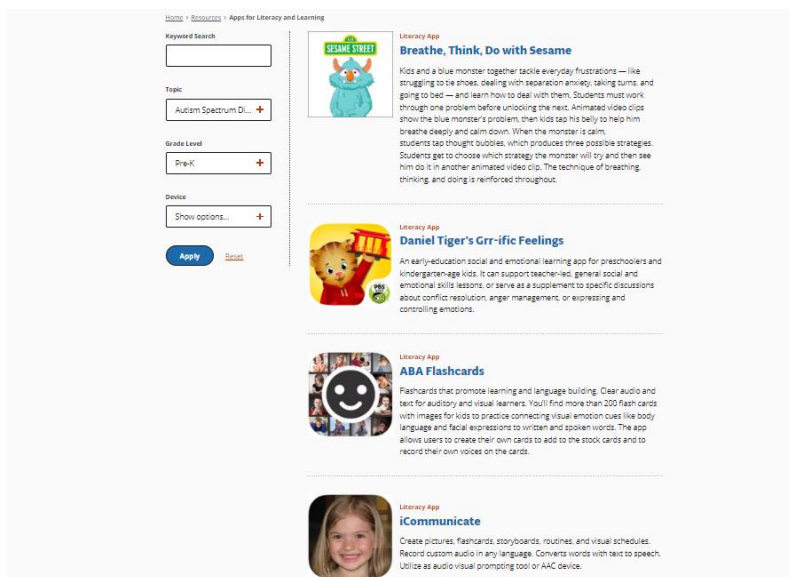 Home > Resources > Apps for Literacy and Learning
Keyword Search
Topic
Autism Spectrum Di... +
Grade Level
Pre-K +
Device
Show options... +
Apply Reset
SESAME STREET
Literacy App
Breathe, Think, Do with Sesame
Kids and a blue monster together tackle everyday frustrations — like
struggling to tie shoes, dealing with separation anxiety, taking turns, and
going to bed — and learn how to deal with them. Students must work
through one problem before unlocking the next. Animated video clips
show the blue monster's problem, then kids tap his belly to help him
breathe deeply and calm down. When the monster is calm,
students tap thought bubbles, which produces three possible strategies.
Students get to choose which strategy the monster will try and then see
him do it in another animated video clip. The technique of breathing,
thinking, and doing is reinforced throughout.
PBS
Literacy App
Daniel Tiger's Grr-ific Feelings
An early-education social and emotional learning app for preschoolers and
kindergarten-age kids. It can support teacher-led, general social and
emotional skills lessons, or serve as a supplement to specific discussions
about conflict resolution, anger management, or expressing and
controlling emotions.
Literacy App
ABA Flashcards
Flashcards that promote learning and language building. Clear audio and
text for auditory and visual learners. You'll find more than 200 flash cards
with images for kids to practice connecting visual emotion cues like body
language and facial expressions to written and spoken words. The app
allows users to create their own cards to add to the stock cards and to
record their own voices on the cards.
Literacy App
iCommunicate
Create pictures, flashcards, storyboards, routines, and visual schedules.
Record custom audio in any language. Converts words with text to speech.
Utilize as audio visual prompting tool or AAC device.